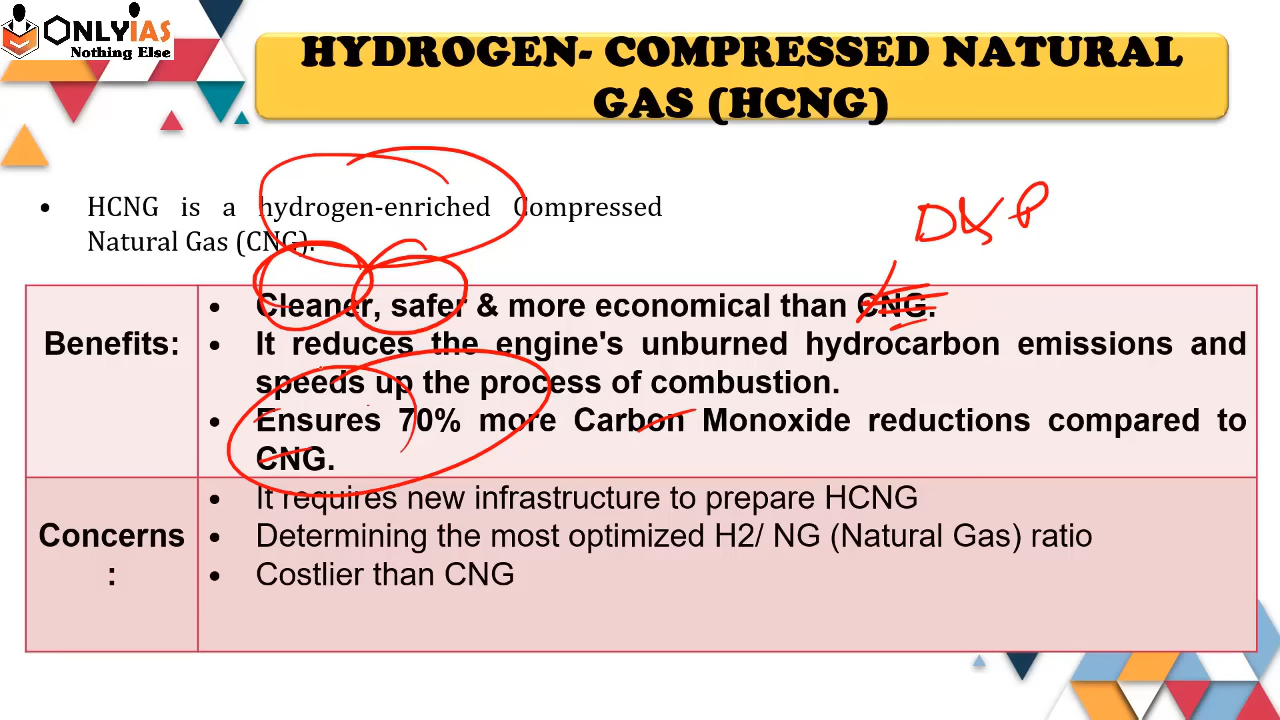 ONLYIAS
Nothing Else
HYDROGEN- COMPRESSED NATURAL
GAS (HCNG)
• HCNG is a hydrogen-enriched Compressed
Natural Gas (CNG).
Benefits:
• Cleaner, safer & more economical than CNG.
• It reduces the engine's unburned hydrocarbon emissions and
speeds up the process of combustion.
• Ensures 70% more Carbon Monoxide reductions compared to
CNG.
Concerns
:
• It requires new infrastructure to prepare HCNG
• Determining the most optimized H2/ NG (Natural Gas) ratio
• Costlier than CNG